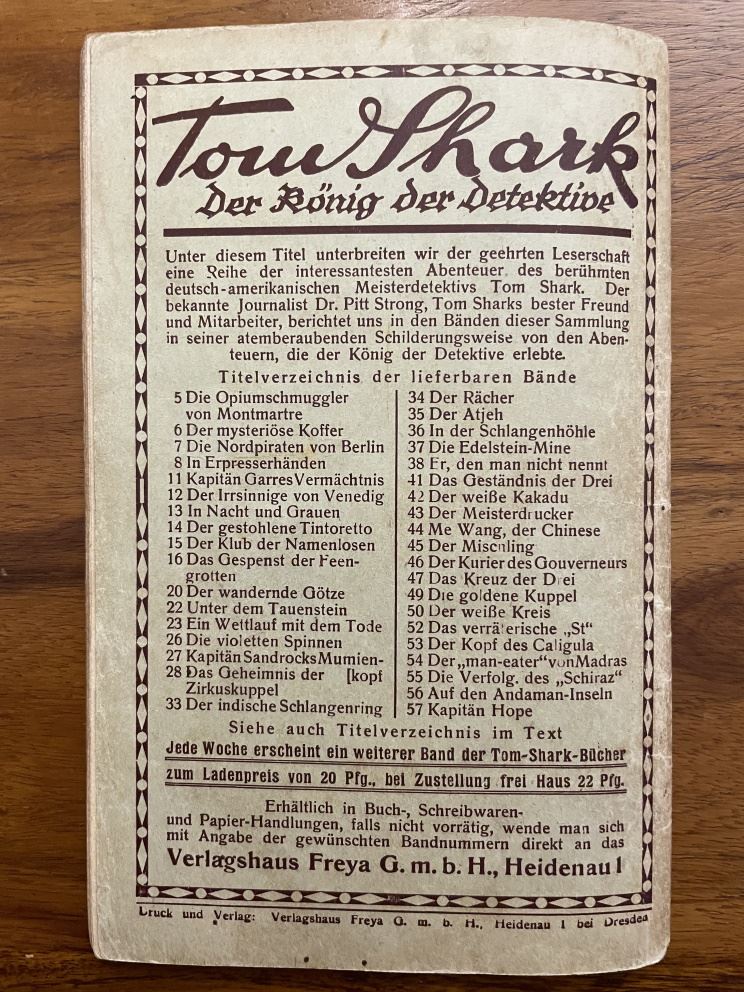 Tom Shark
Der König der Detektive
Unter diesem Titel unterbreiten wir der geehrten Leserschaft
eine Reihe der interessantesten Abenteuer des berühmten
deutsch-amerikanischen Meisterdetektivs Tom Shark. Der
bekannte Journalist Dr. Pitt Strong, Tom Sharks bester Freund
und Mitarbeiter, berichtet uns in den Bänden dieser Sammlung
in seiner atemberaubenden Schilderungsweise von den Aben-
teuern, die der König der Detektive erlebte.
Titelverzeichnis der lieferbaren Bände
5 Die Opiumschmuggler
von Montmartre
6 Der mysteriöse Koffer
7 Die Nordpiraten von Berlin
8 In Erpresserhänden
11 Kapitän Garres Vermächtnis
12 Der Irrsinnige von Venedig
13 In Nacht und Grauen
14 Der gestohlene Tintoretto
15 Der Klub der Namenlosen
16 Das Gespenst der Feen-
grotten
20 Der wandernde Götze
22 Unter dem Tauenstein
23 Ein Wettlauf mit dem Tode
26 Die violetten Spinnen
27 Kapitän Sandrocks Mumien-
28 Das Geheimnis der [kopf
Zirkuskuppel
33 Der indische Schlangenring
34 Der Rächer
35 Der Atjeh
36 In der Schlangenhöhle
37 Die Edelstein-Mine
38 Er, den man nicht nennt
41 Das Geständnis der Drei
42 Der weiße Kakadu
43 Der Meisterdrucker
44 Me Wang, der Chinese
45 Der Mischling
46 Der Kurier des Gouverneurs
47 Das Kreuz der Drei
49 Die goldene Kuppel
50 Der weiße Kreis
52 Das verräterische „St“
53 Der Kopf des Caligula
54 Der „man-eater“ von Madras
55 Die Verfolg. des „Schiraz“
56 Auf den Andaman-Inseln
57 Kapitän Hope
Siehe auch Titelverzeichnis im Text
Jede Woche erscheint ein weiterer Band der Tom-Shark-Bücher
zum Ladenpreis von 20 Pfg., bei Zustellung frei Haus 22 Pfg.
Erhältlich in Buch-, Schreibwaren-
und Papier-Handlungen, falls nicht vorrätig, wende man sich
mit Angabe der gewünschten Bandnummern direkt an das
Verlagshaus Freya G. m. b. H., Heidenau 1
Druck und Verlag: Verlagshaus Freya G. m. b. H., Heidenau 1 bei Dresden